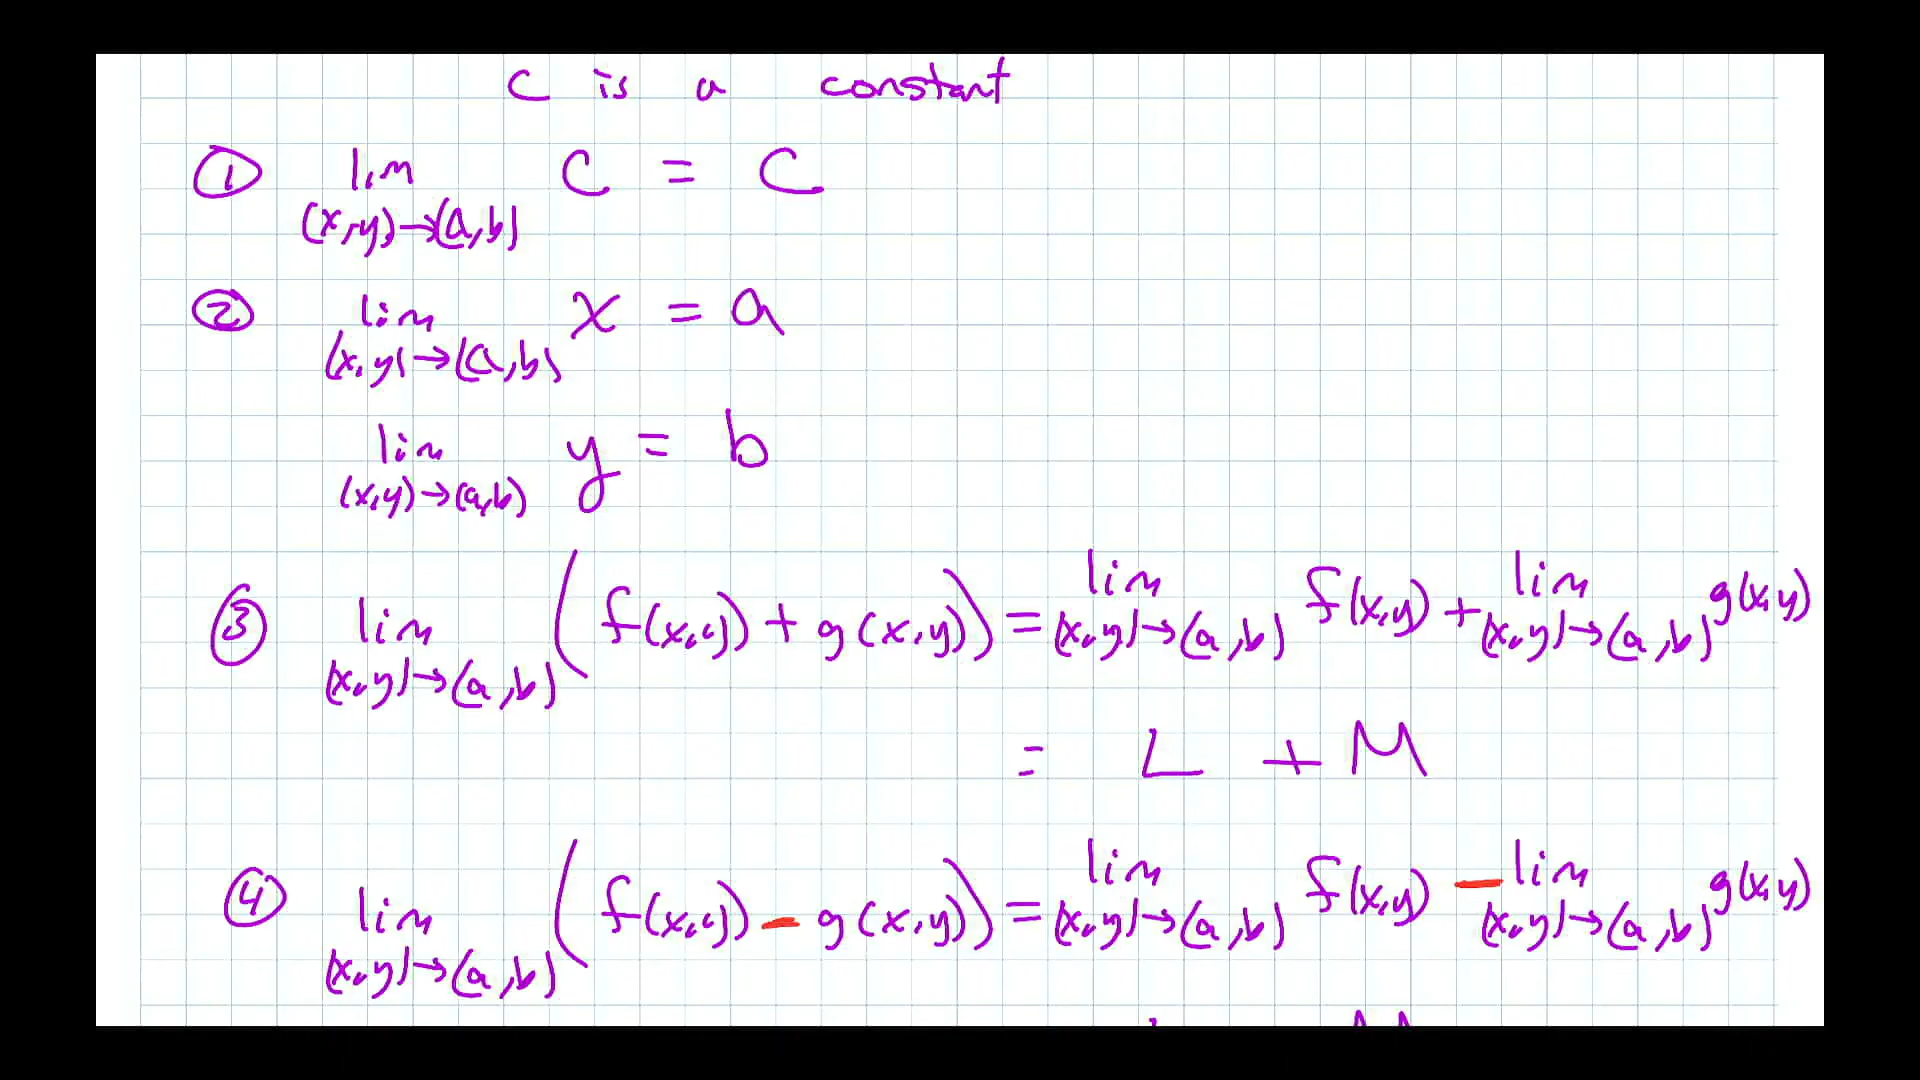 C is a constant
① lim C = C
(x,y)→(a,b)
② lim x = a
(x,y)→(a,b)
lim y = b
(x,y)→(a,b)
③ lim (f(x,y) + g(x,y)) = lim f(x,y) + lim g(x,y)
(x,y)→(a,b) (x,y)→(a,b) (x,y)→(a,b)
= L + M
④ lim (f(x,y) - g(x,y)) = lim f(x,y) - lim g(x,y)
(x,y)→(a,b) (x,y)→(a,b) (x,y)→(a,b)